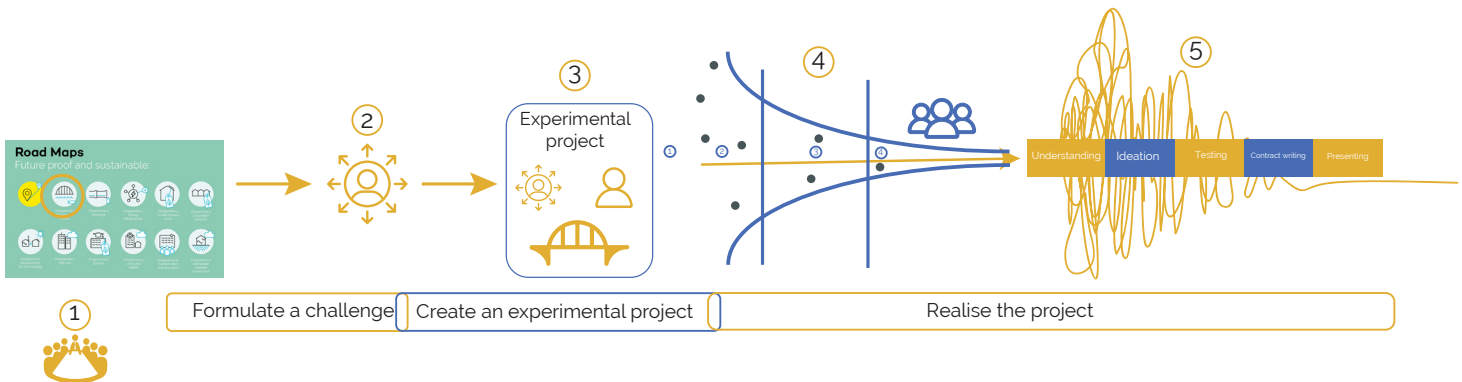 Road Maps
Future proof and sustainable:
1
2
3
Experimental
project
4
1
2
3
4
5
Understanding
Ideation
Testing
Contract writing
Presenting
Formulate a challenge
Create an experimental project
Realise the project